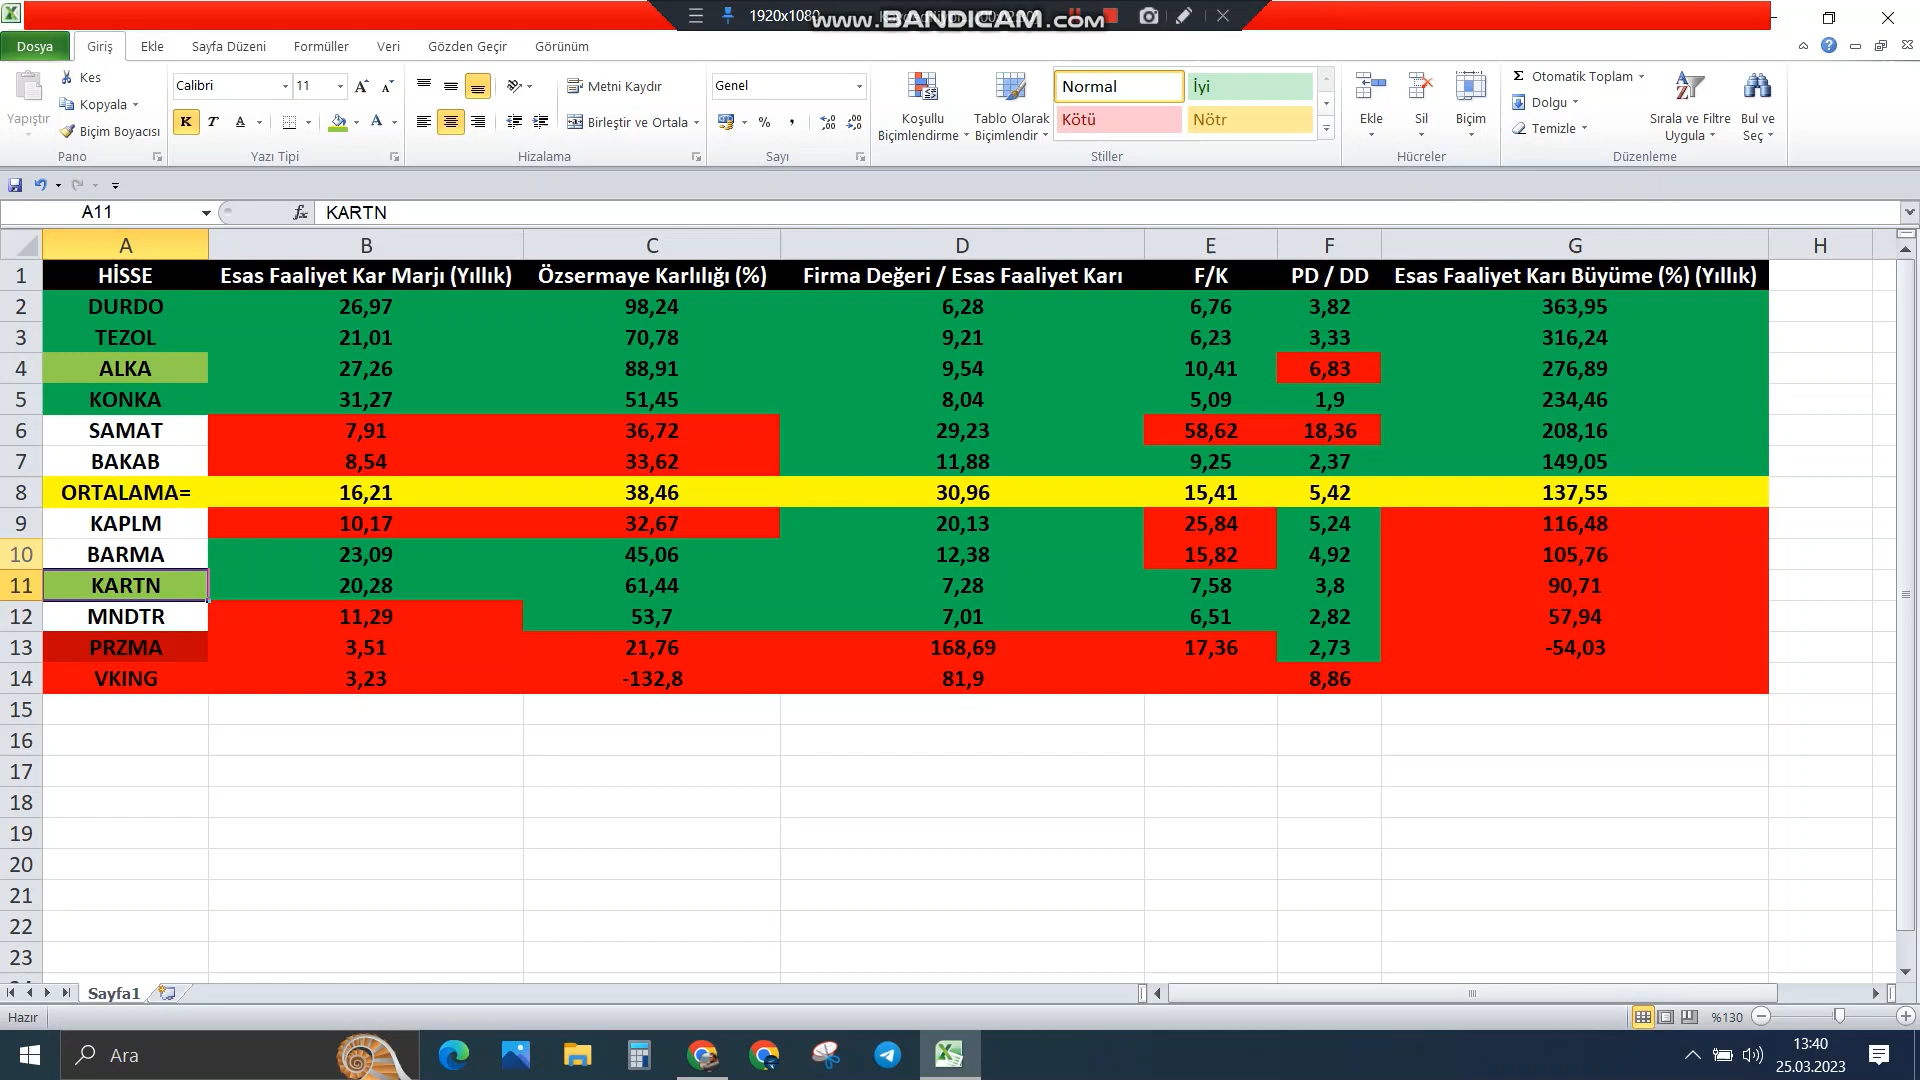 1920x1080
www.BANDICAM.com
Dosya Giriş Ekle Sayfa Düzeni Formüller Veri Gözden Geçir Görünüm
Yapıştır
Kes
Kopyala
Biçim Boyacısı
Pano
Calibri 11
K T A
Yazı Tipi
Metni Kaydır
Birleştir ve Ortala
Hizalama
Genel
Sayı
Koşullu Biçimlendirme
Tablo Olarak Biçimlendir
Normal İyi
Kötü Nötr
Stiller
Ekle Sil Biçim
Hücreler
Otomatik Toplam
Dolgu
Temizle
Sırala ve Filtre Uygula
Bul ve Seç
Düzenleme
A11 fx KARTN
A B C D E F G H
1 HİSSE Esas Faaliyet Kar Marjı (Yıllık) Özsermaye Karlılığı (%) Firma Değeri / Esas Faaliyet Karı F/K PD / DD Esas Faaliyet Karı Büyüme (%) (Yıllık)
2 DURDO 26,97 98,24 6,28 6,76 3,82 363,95
3 TEZOL 21,01 70,78 9,21 6,23 3,33 316,24
4 ALKA 27,26 88,91 9,54 10,41 6,83 276,89
5 KONKA 31,27 51,45 8,04 5,09 1,9 234,46
6 SAMAT 7,91 36,72 29,23 58,62 18,36 208,16
7 BAKAB 8,54 33,62 11,88 9,25 2,37 149,05
8 ORTALAMA= 16,21 38,46 30,96 15,41 5,42 137,55
9 KAPLM 10,17 32,67 20,13 25,84 5,24 116,48
10 BARMA 23,09 45,06 12,38 15,82 4,92 105,76
11 KARTN 20,28 61,44 7,28 7,58 3,8 90,71
12 MNDTR 11,29 53,7 7,01 6,51 2,82 57,94
13 PRZMA 3,51 21,76 168,69 17,36 2,73 -54,03
14 VKING 3,23 -132,8 81,9 8,86
15
16
17
18
19
20
21
22
23
Sayfa1
Hazır %130
Ara
13:40
25.03.2023